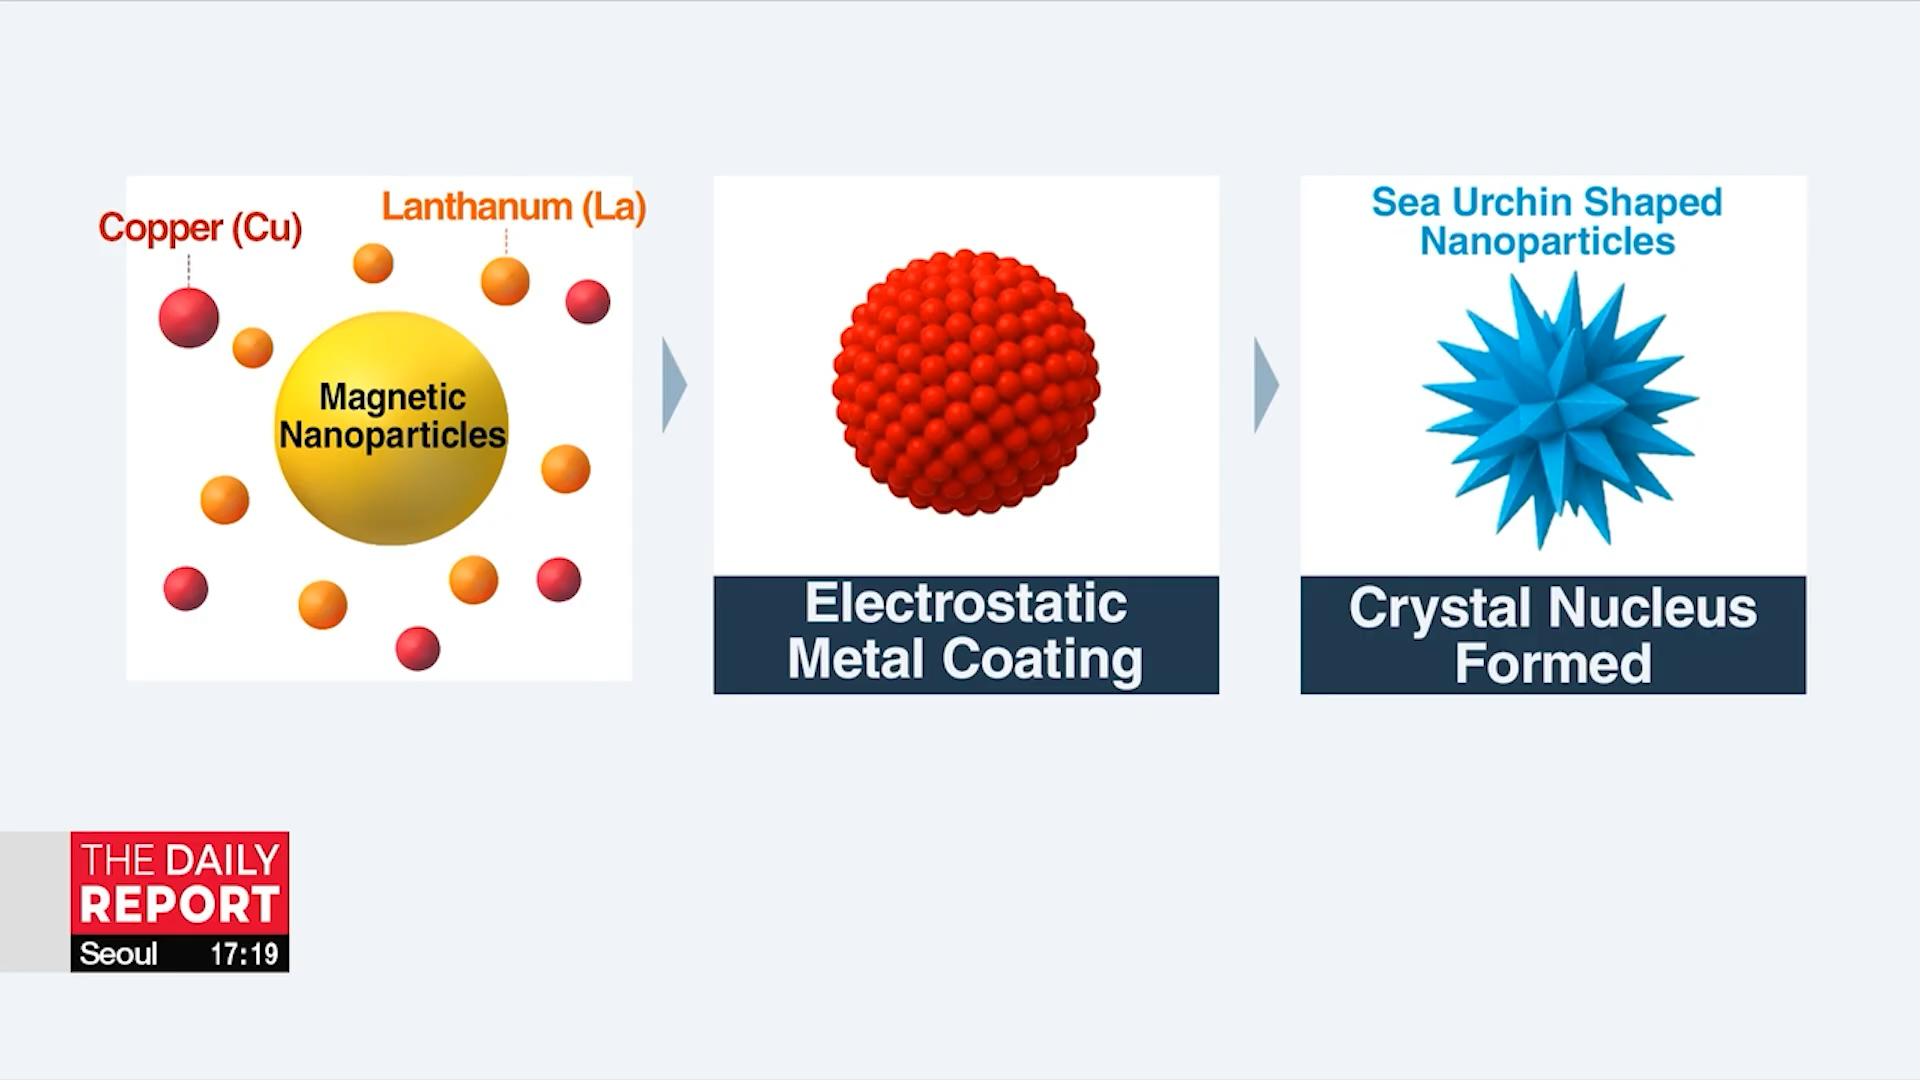 Copper (Cu)
Lanthanum (La)
Magnetic
Nanoparticles
Electrostatic
Metal Coating
Sea Urchin Shaped
Nanoparticles
Crystal Nucleus
Formed
THE DAILY
REPORT
Seoul 17:19